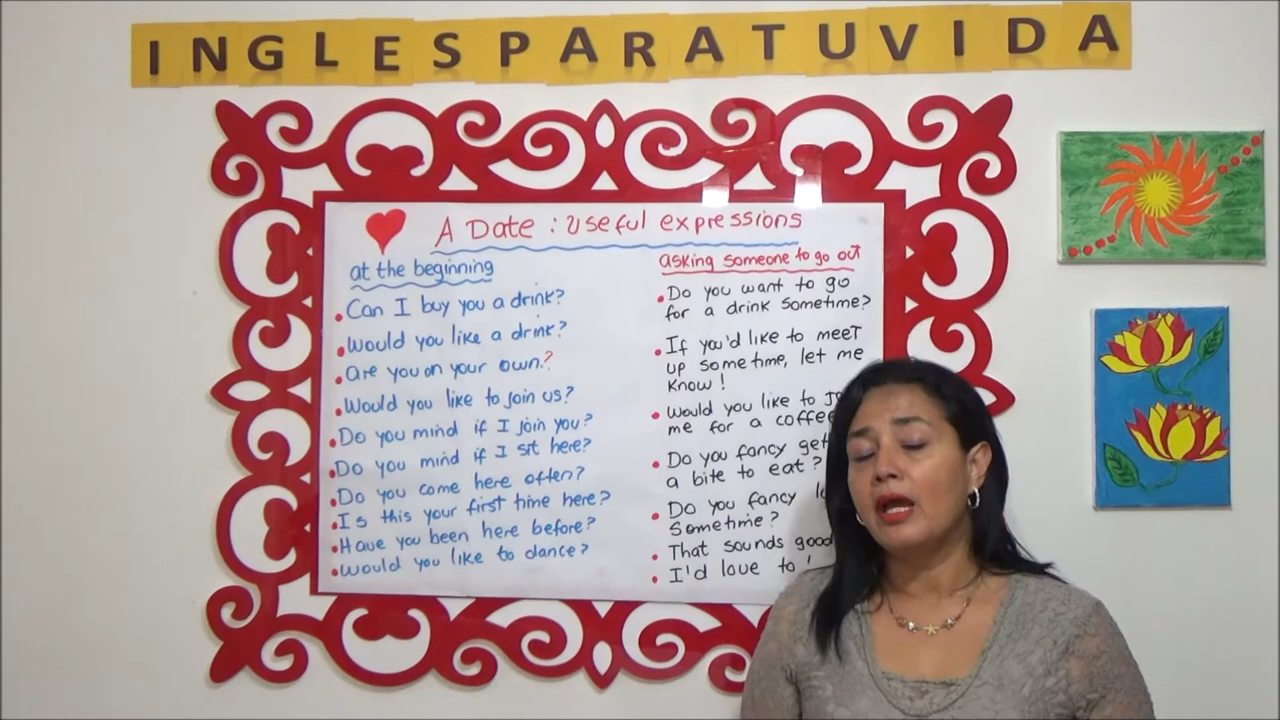 INGLESPARATUVIDA
A Date : Useful expressions
at the beginning
Can I buy you a drink?
Would you like a drink?
are you on your own?
Would you like to join us?
Do you mind if I join you?
Do you mind if I sit here?
Do you come here often?
Is this your first time here?
Have you been here before?
Would you like to dance?
asking someone to go out
Do you want to go
for a drink sometime?
If you'd like to meet
up sometime, let me
know!
Would you like to
me for a coffee
Do you fancy
a bite to eat?
Do you fancy
Sometime?
That sounds good
I'd love to